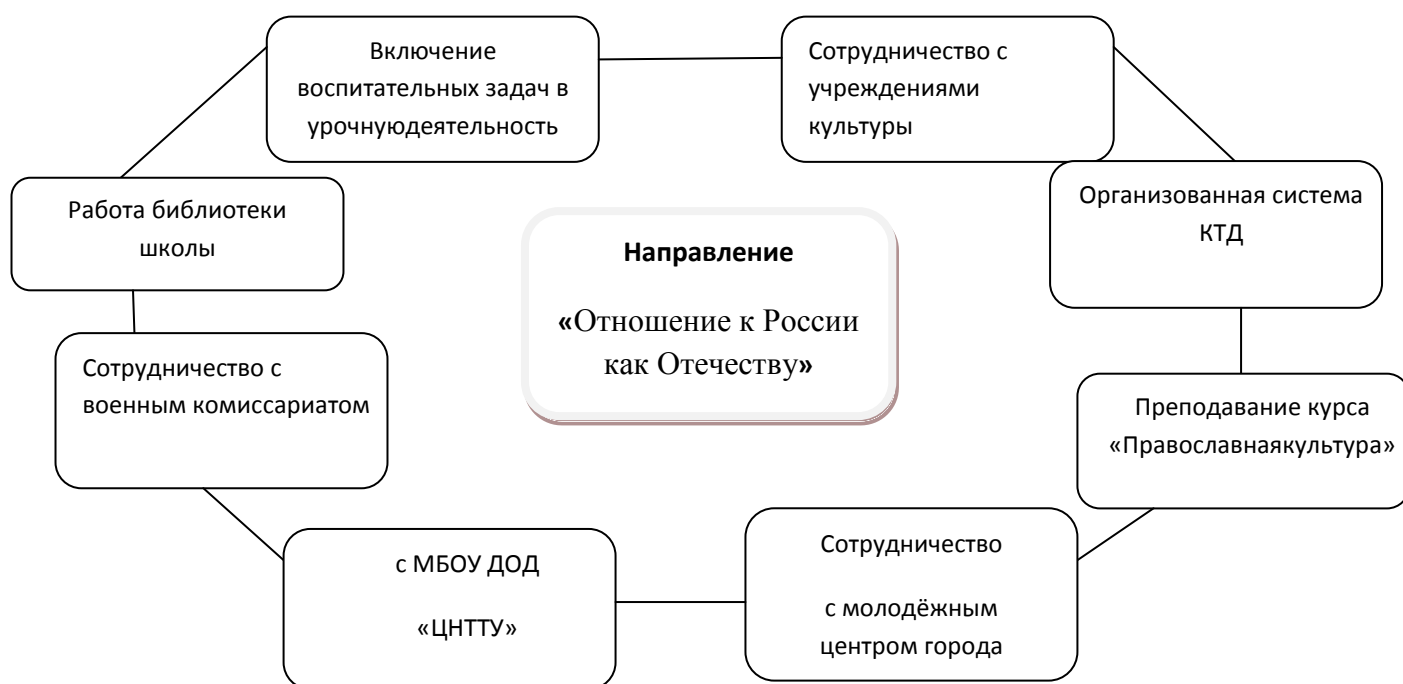 Включение
воспитательных задач в
урочнуюдеятельность
Сотрудничество с
учреждениями
культуры
Работа библиотеки
школы
Организованная система
КТД
Направление
«Отношение к России
как Отечеству»
Сотрудничество с
военным комиссариатом
Преподавание курса
«Православнаякультура»
с МБОУ ДОД
«ЦНТТУ»
Сотрудничество
с молодёжным
центром города